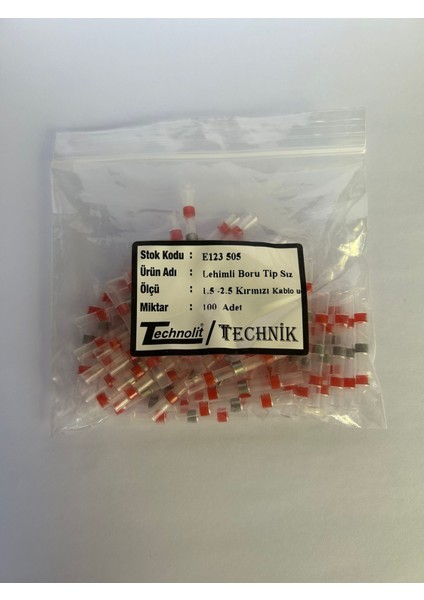 Stok Kodu : E123 505
Ürün Adı : Lehimli Boru Tip Sız
Ölçü : 1.5 -2.5 Kırmızı Kablo u
Miktar : 100 Adet
Technolit® / TECHNİK